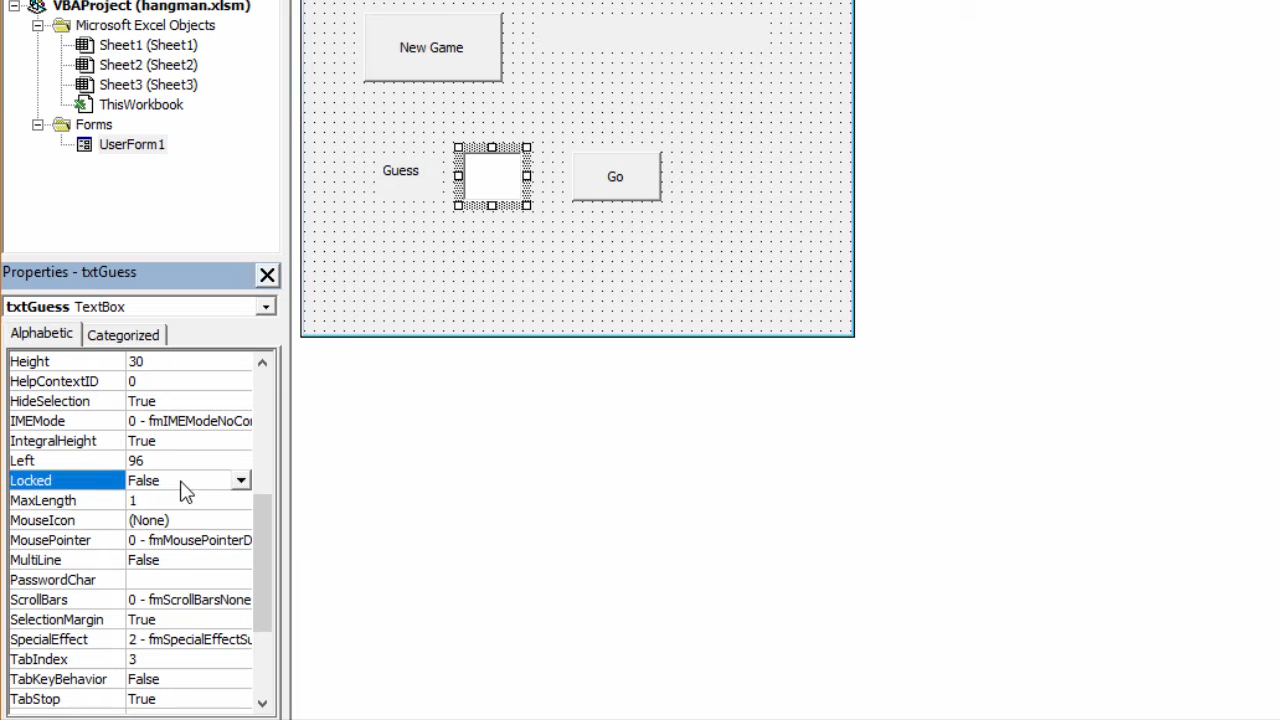 VBAProject (hangman.xlsm)
Microsoft Excel Objects
Sheet1 (Sheet1)
Sheet2 (Sheet2)
Sheet3 (Sheet3)
ThisWorkbook
Forms
UserForm1
New Game
Guess
Go
Properties - txtGuess
txtGuess TextBox
Alphabetic Categorized
Height 30
HelpContextID 0
HideSelection True
IMEMode 0 - fmIMEModeNoCo
IntegralHeight True
Left 96
Locked False
MaxLength 1
MouseIcon (None)
MousePointer 0 - fmMousePointerD
MultiLine False
PasswordChar
ScrollBars 0 - fmScrollBarsNone
SelectionMargin True
SpecialEffect 2 - fmSpecialEffectSu
TabIndex 3
TabKeyBehavior False
TabStop True